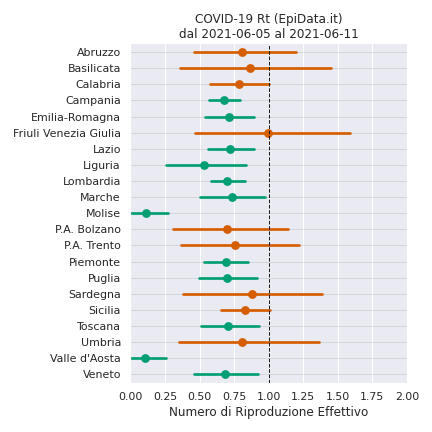 COVID-19 Rt (EpiData.it)
dal 2021-06-05 al 2021-06-11
Abruzzo
Basilicata
Calabria
Campania
Emilia-Romagna
Friuli Venezia Giulia
Lazio
Liguria
Lombardia
Marche
Molise
P.A. Bolzano
P.A. Trento
Piemonte
Puglia
Sardegna
Sicilia
Toscana
Umbria
Valle d'Aosta
Veneto
0.00 0.25 0.50 0.75 1.00 1.25 1.50 1.75 2.00
Numero di Riproduzione Effettivo